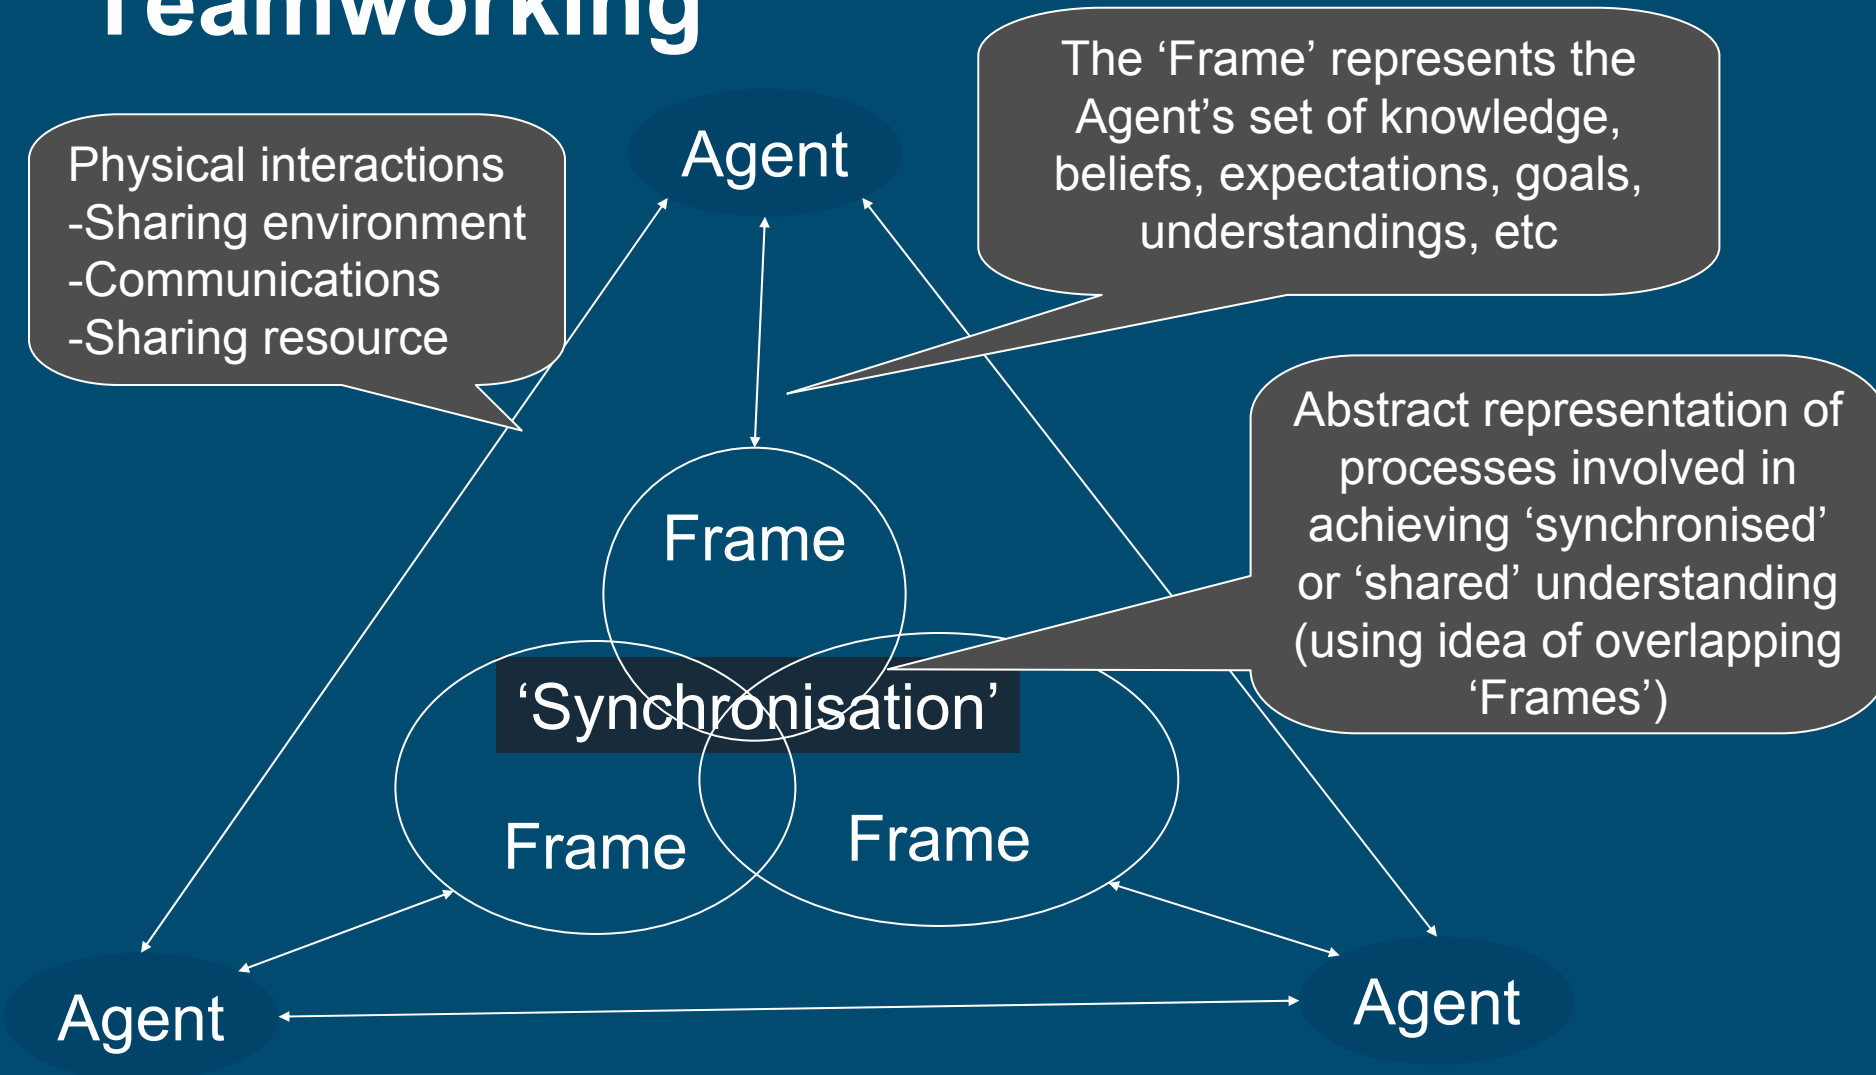 Teamworking
The ‘Frame’ represents the
Agent’s set of knowledge,
beliefs, expectations, goals,
understandings, etc
Agent
Physical interactions
-Sharing environment
-Communications
-Sharing resource
Abstract representation of
processes involved in
achieving ‘synchronised’
or ‘shared’ understanding
(using idea of overlapping
‘Frames’)
Frame
‘Synchronisation’
Frame
Frame
Agent
Agent